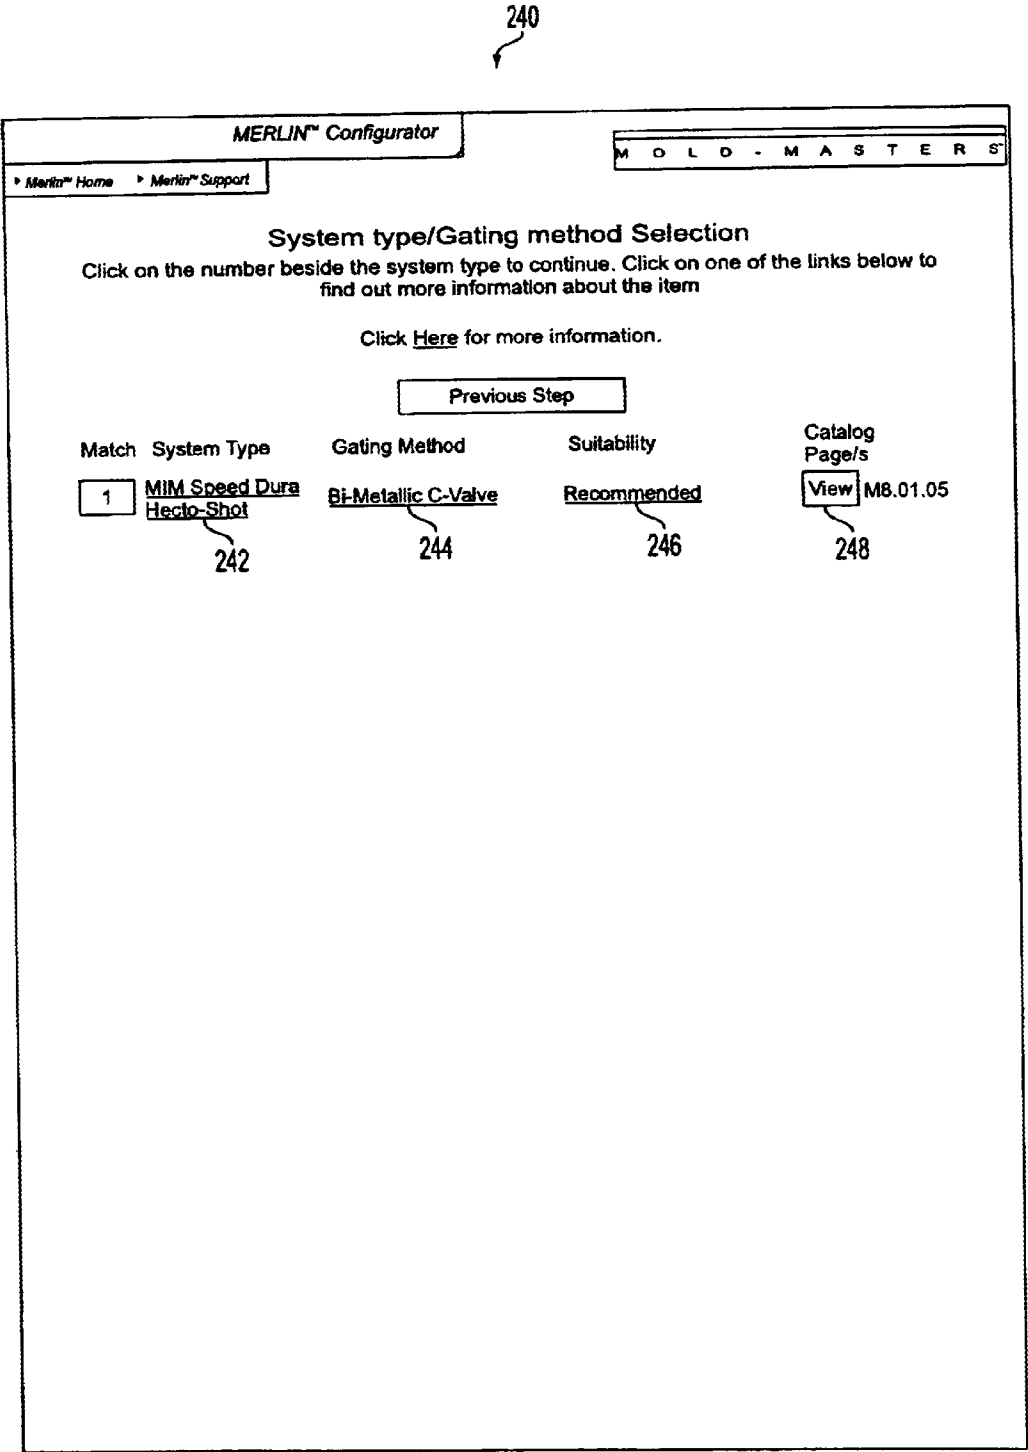 240
MERLIN™ Configurator
MOLD-MASTERS
Merlin™ Home Merlin™ Support
System type/Gating method Selection
Click on the number beside the system type to continue. Click on one of the links below to
find out more information about the item
Click Here for more information.
Previous Step
Match System Type Gating Method Suitability Catalog
Page/s
1 MIM Speed Dura Bi-Metallic C-Valve Recommended View M8.01.05
Hecto-Shot
242 244 246 248